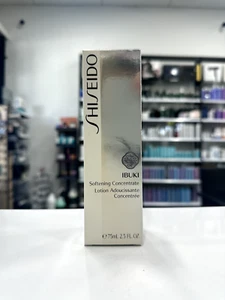 SHISEIDO
IBUKI
Softening Concentrate
Lotion Adoucissante
Concentrée
e 75mL 2.5 FL.OZ.